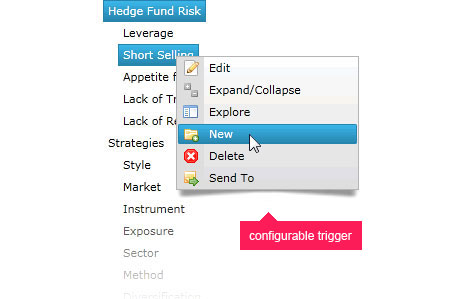 Hedge Fund Risk
Leverage
Short Selling
Appetite f
Lack of Tr
Lack of Re
Edit
Expand/Collapse
Explore
New
Delete
Send To
Strategies
Style
Market
Instrument
Exposure
Sector
Method
Diversification
configurable trigger